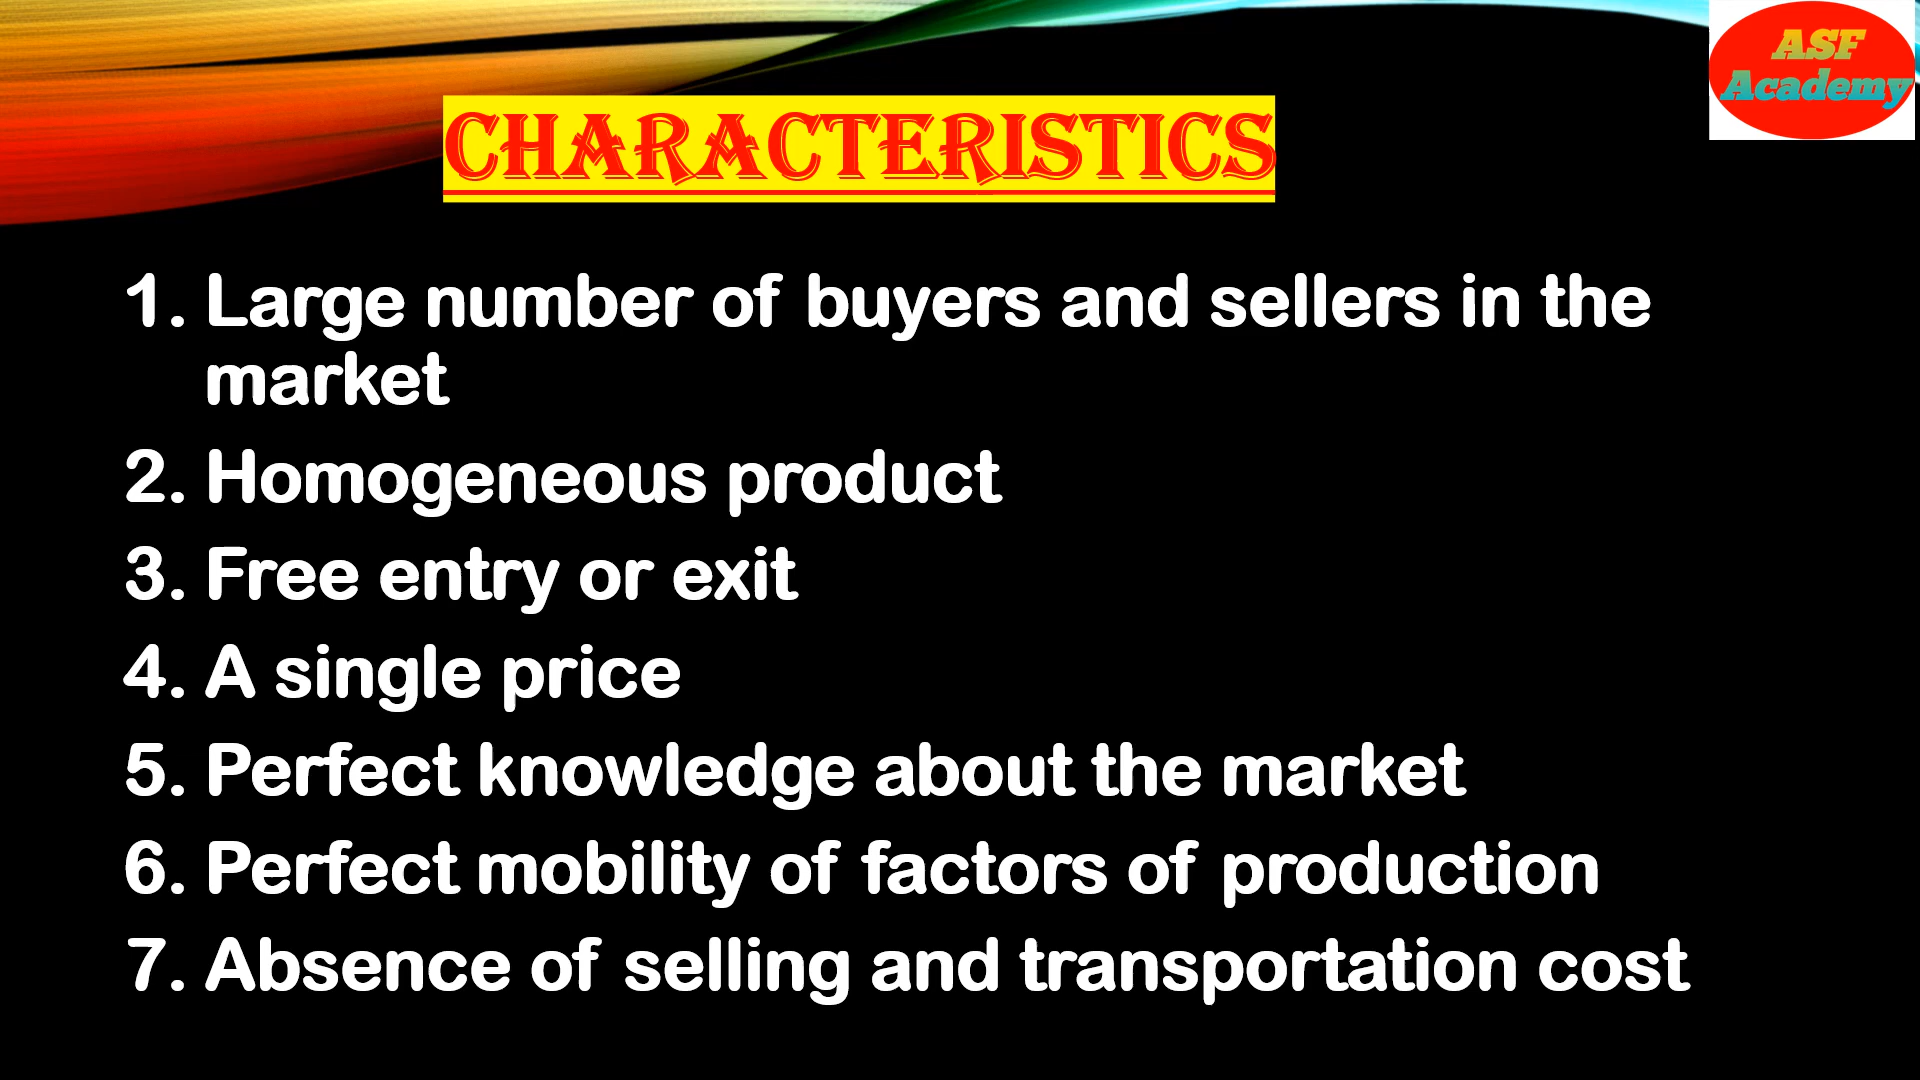 ASF
Academy
CHARACTERISTICS
1. Large number of buyers and sellers in the
market
2. Homogeneous product
3. Free entry or exit
4. A single price
5. Perfect knowledge about the market
6. Perfect mobility of factors of production
7. Absence of selling and transportation cost